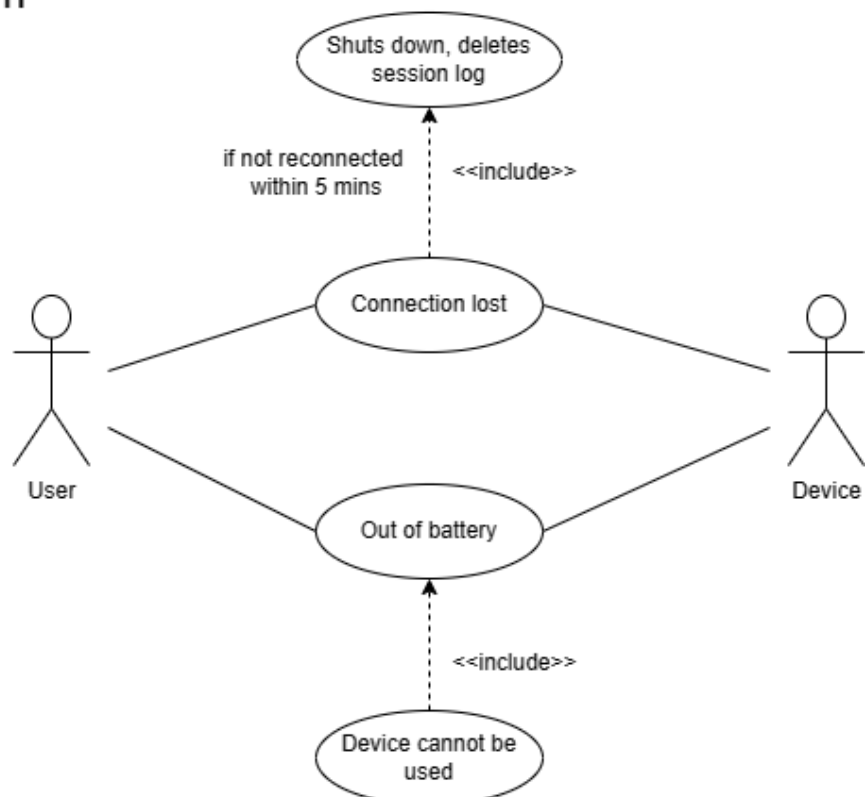 Shuts down, deletes
session log
if not reconnected
within 5 mins
<<include>>
Connection lost
User
Device
Out of battery
<<include>>
Device cannot be
used